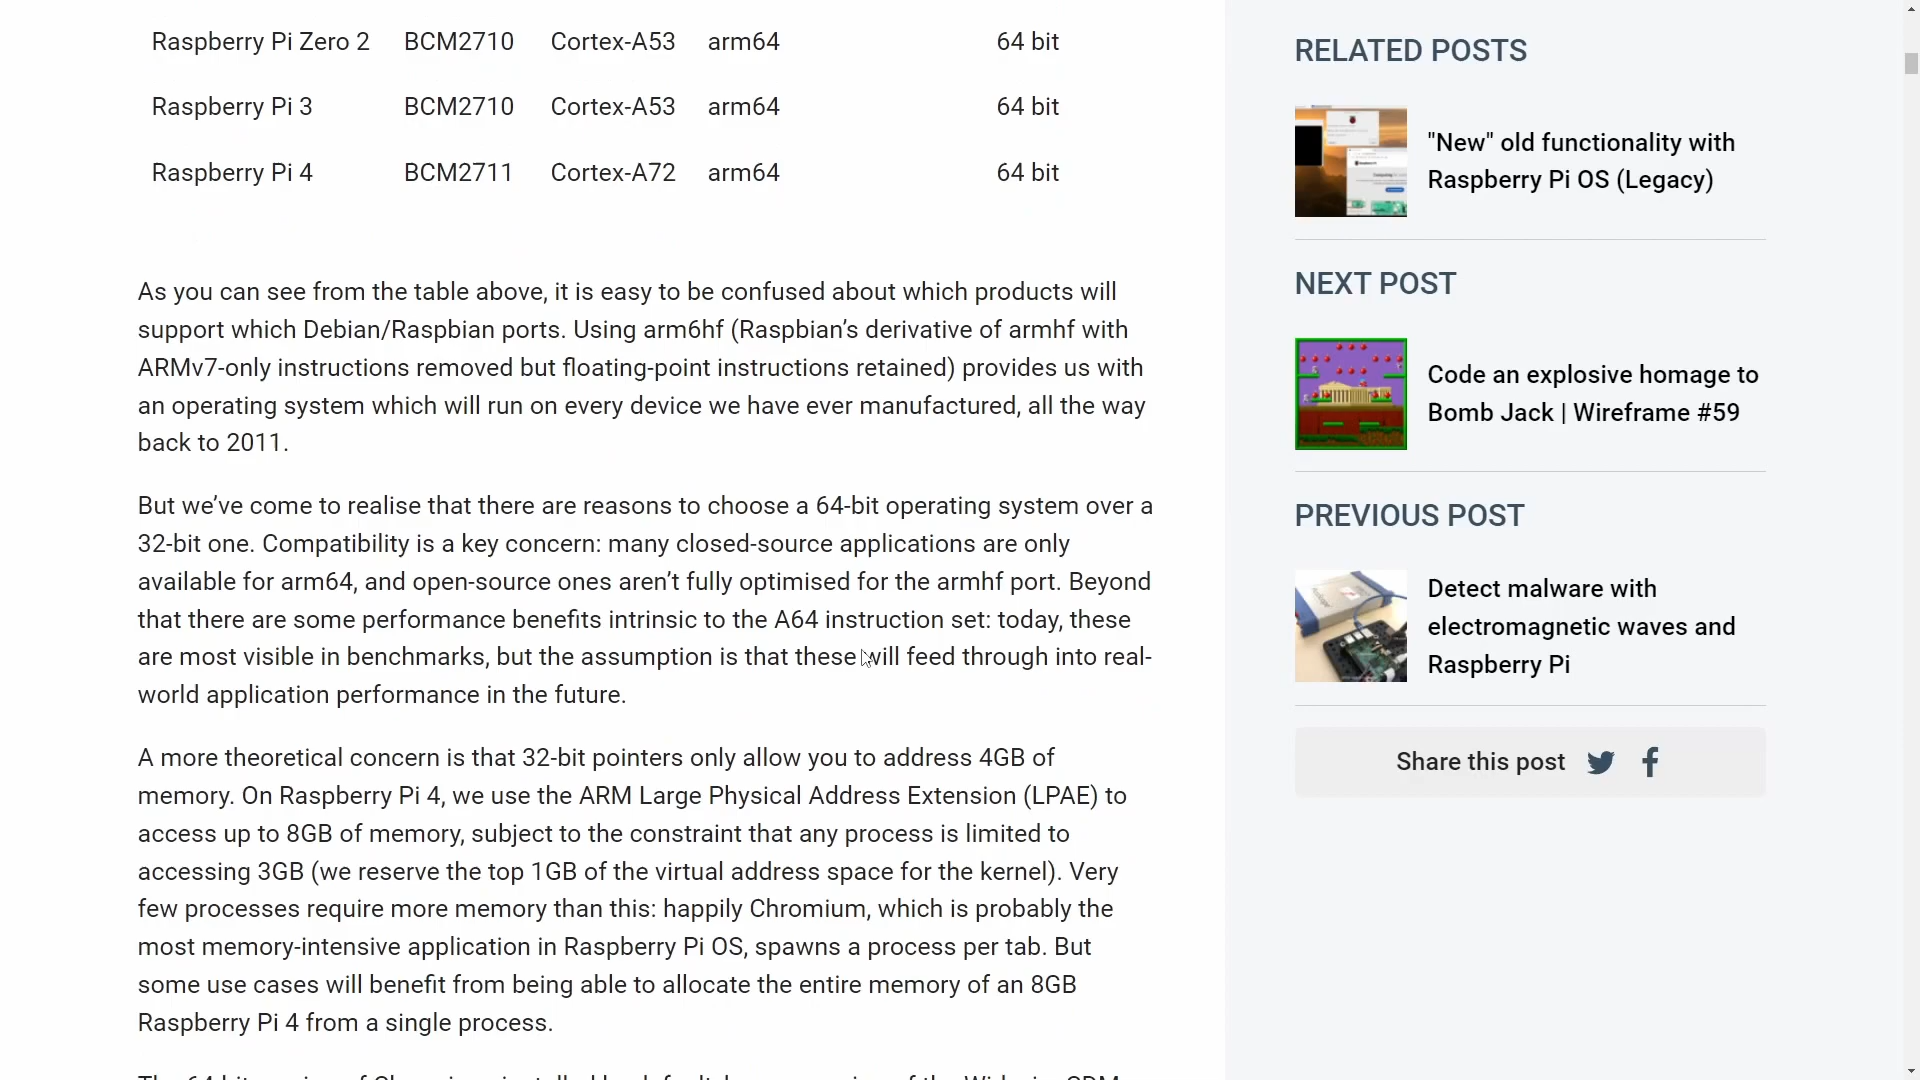 Raspberry Pi Zero 2 BCM2710 Cortex-A53 arm64 64 bit
Raspberry Pi 3 BCM2710 Cortex-A53 arm64 64 bit
Raspberry Pi 4 BCM2711 Cortex-A72 arm64 64 bit
As you can see from the table above, it is easy to be confused about which products will
support which Debian/Raspbian ports. Using arm6hf (Raspbian’s derivative of armhf with
ARMv7-only instructions removed but floating-point instructions retained) provides us with
an operating system which will run on every device we have ever manufactured, all the way
back to 2011.
But we’ve come to realise that there are reasons to choose a 64-bit operating system over a
32-bit one. Compatibility is a key concern: many closed-source applications are only
available for arm64, and open-source ones aren’t fully optimised for the armhf port. Beyond
that there are some performance benefits intrinsic to the A64 instruction set: today, these
are most visible in benchmarks, but the assumption is that these will feed through into real-
world application performance in the future.
A more theoretical concern is that 32-bit pointers only allow you to address 4GB of
memory. On Raspberry Pi 4, we use the ARM Large Physical Address Extension (LPAE) to
access up to 8GB of memory, subject to the constraint that any process is limited to
accessing 3GB (we reserve the top 1GB of the virtual address space for the kernel). Very
few processes require more memory than this: happily Chromium, which is probably the
most memory-intensive application in Raspberry Pi OS, spawns a process per tab. But
some use cases will benefit from being able to allocate the entire memory of an 8GB
Raspberry Pi 4 from a single process.
RELATED POSTS
"New" old functionality with
Raspberry Pi OS (Legacy)
NEXT POST
Code an explosive homage to
Bomb Jack | Wireframe #59
PREVIOUS POST
Detect malware with
electromagnetic waves and
Raspberry Pi
Share this post